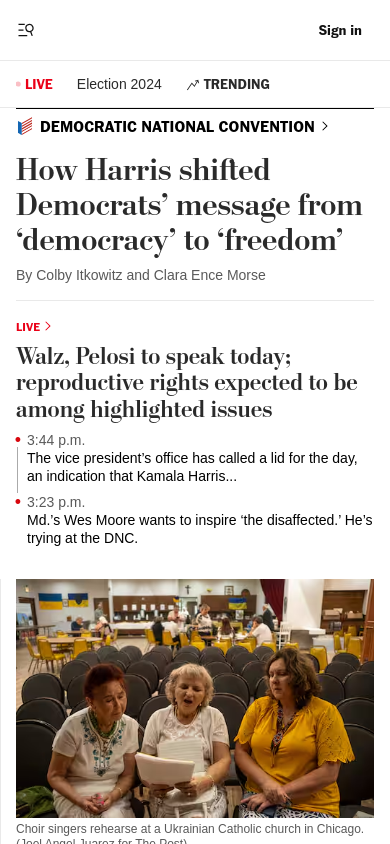 Sign in
LIVE
Election 2024
TRENDING
DEMOCRATIC NATIONAL CONVENTION
How Harris shifted
Democrats’ message from
‘democracy’ to ‘freedom’
By Colby Itkowitz and Clara Ence Morse
LIVE
Walz, Pelosi to speak today;
reproductive rights expected to be
among highlighted issues
3:44 p.m.
The vice president’s office has called a lid for the day,
an indication that Kamala Harris...
3:23 p.m.
Md.’s Wes Moore wants to inspire ‘the disaffected.’ He’s
trying at the DNC.
Choir singers rehearse at a Ukrainian Catholic church in Chicago.
(Joel Angel Juarez for The Post)